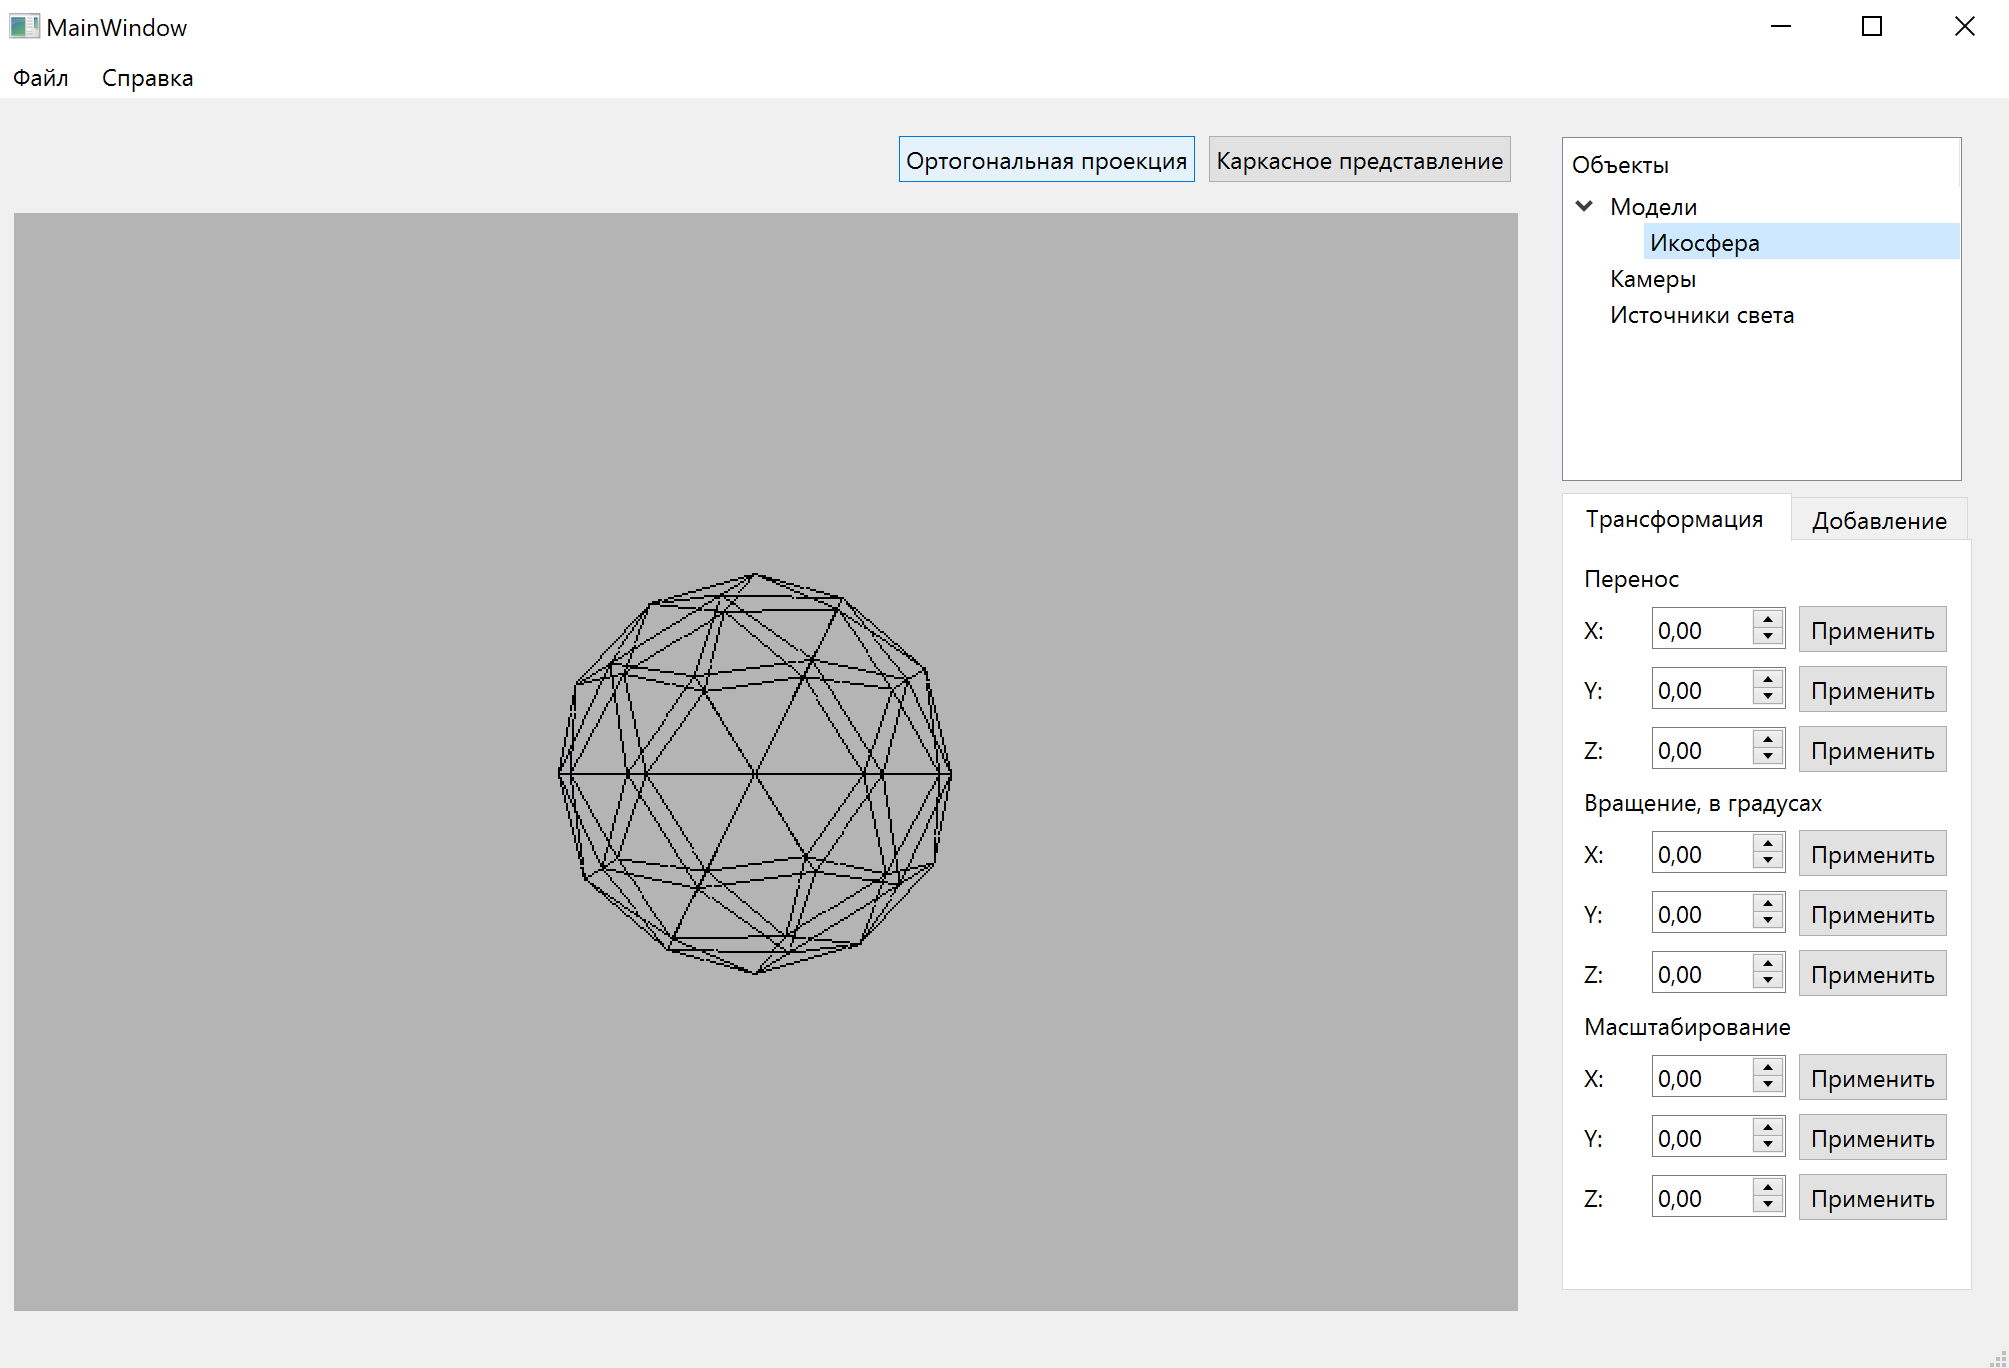 MainWindow
Файл Справка
Ортогональная проекция Каркасное представление
Объекты
Модели
Икосфера
Камеры
Источники света
Трансформация Добавление
Перенос
X: 0,00 Применить
Y: 0,00 Применить
Z: 0,00 Применить
Вращение, в градусах
X: 0,00 Применить
Y: 0,00 Применить
Z: 0,00 Применить
Масштабирование
X: 0,00 Применить
Y: 0,00 Применить
Z: 0,00 Применить